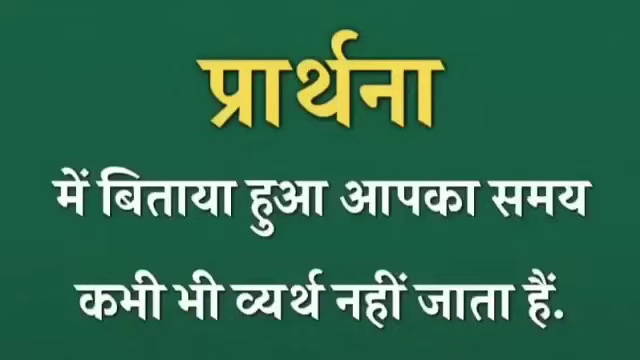 प्रार्थना
में बिताया हुआ आपका समय
कभी भी व्यर्थ नहीं जाता हैं.